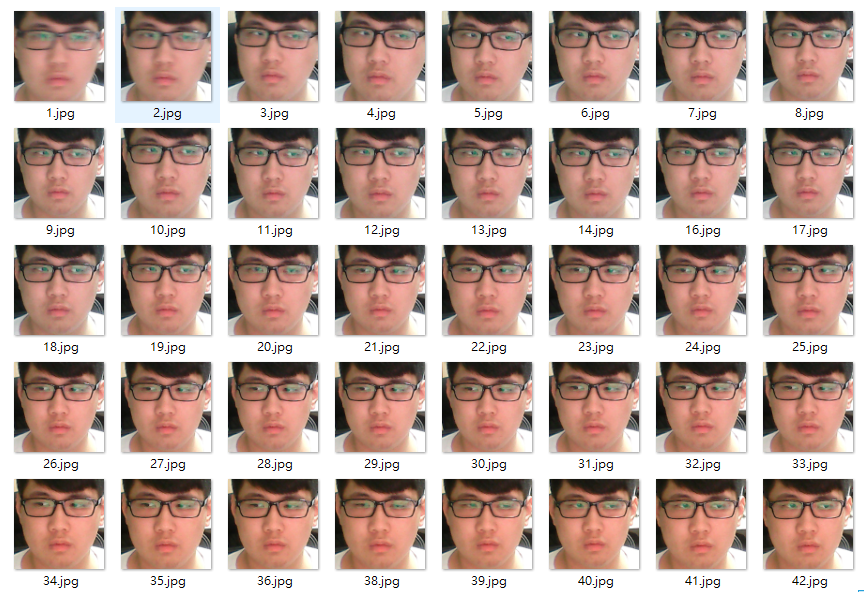 1.jpg 2.jpg 3.jpg 4.jpg 5.jpg 6.jpg 7.jpg 8.jpg
9.jpg 10.jpg 11.jpg 12.jpg 13.jpg 14.jpg 16.jpg 17.jpg
18.jpg 19.jpg 20.jpg 21.jpg 22.jpg 23.jpg 24.jpg 25.jpg
26.jpg 27.jpg 28.jpg 29.jpg 30.jpg 31.jpg 32.jpg 33.jpg
34.jpg 35.jpg 36.jpg 38.jpg 39.jpg 40.jpg 41.jpg 42.jpg